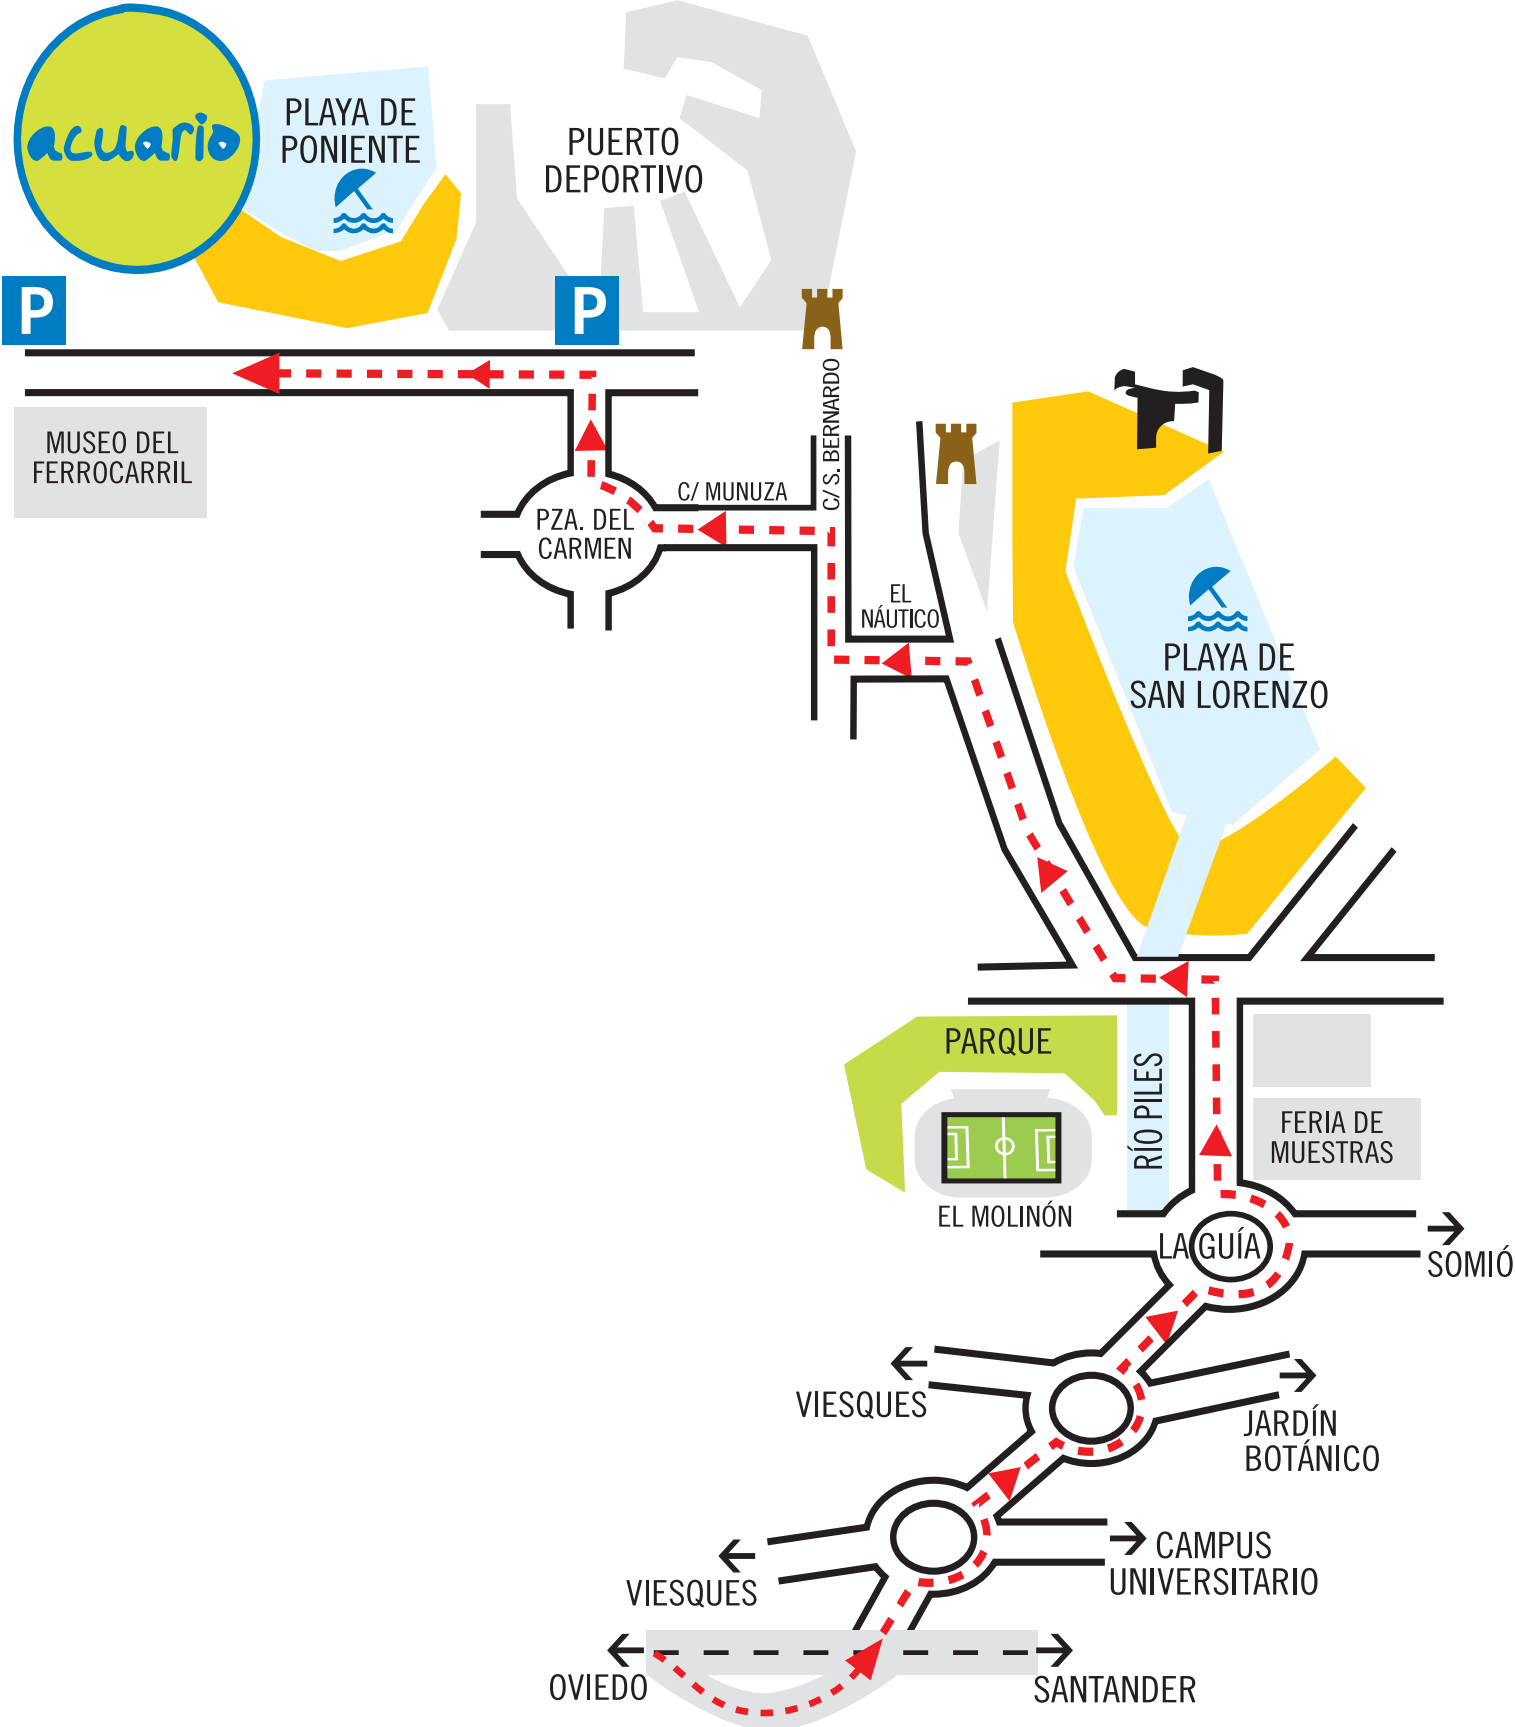 acuario
PLAYA DE
PONIENTE
PUERTO
DEPORTIVO
P
P
MUSEO DEL
FERROCARRIL
C/ S. BERNARDO
C/ MUNUZA
PZA. DEL
CARMEN
EL
NÁUTICO
PLAYA DE
SAN LORENZO
PARQUE
RÍO PILES
FERIA DE
MUESTRAS
EL MOLINÓN
LA GUÍA
SOMIÓ
VIESQUES
JARDÍN
BOTÁNICO
CAMPUS
UNIVERSITARIO
VIESQUES
OVIEDO
SANTANDER